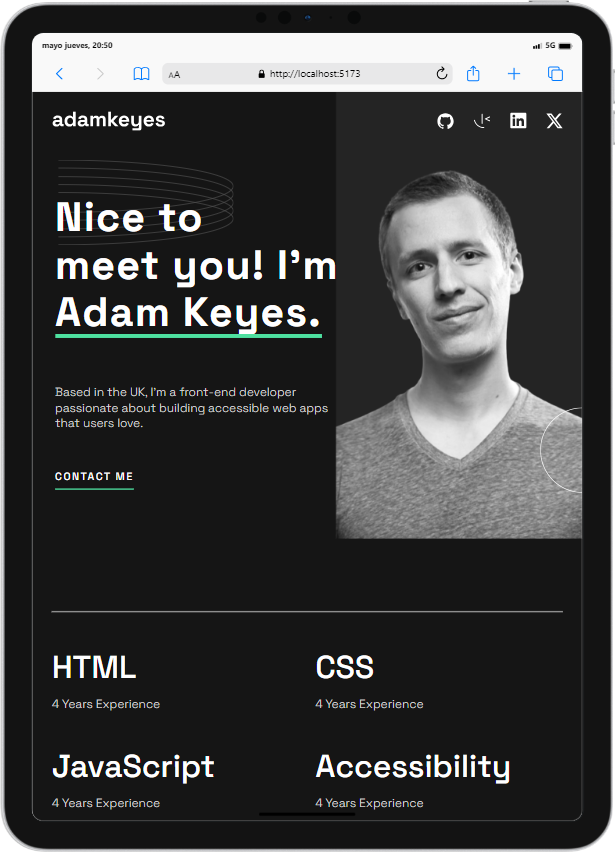 mayo jueves, 20:50
5G
AA
http://localhost:5173
adamkeyes
Nice to
meet you! I'm
Adam Keyes.
Based in the UK, I'm a front-end developer
passionate about building accessible web apps
that users love.
CONTACT ME
HTML
CSS
4 Years Experience
4 Years Experience
JavaScript
Accessibility
4 Years Experience
4 Years Experience